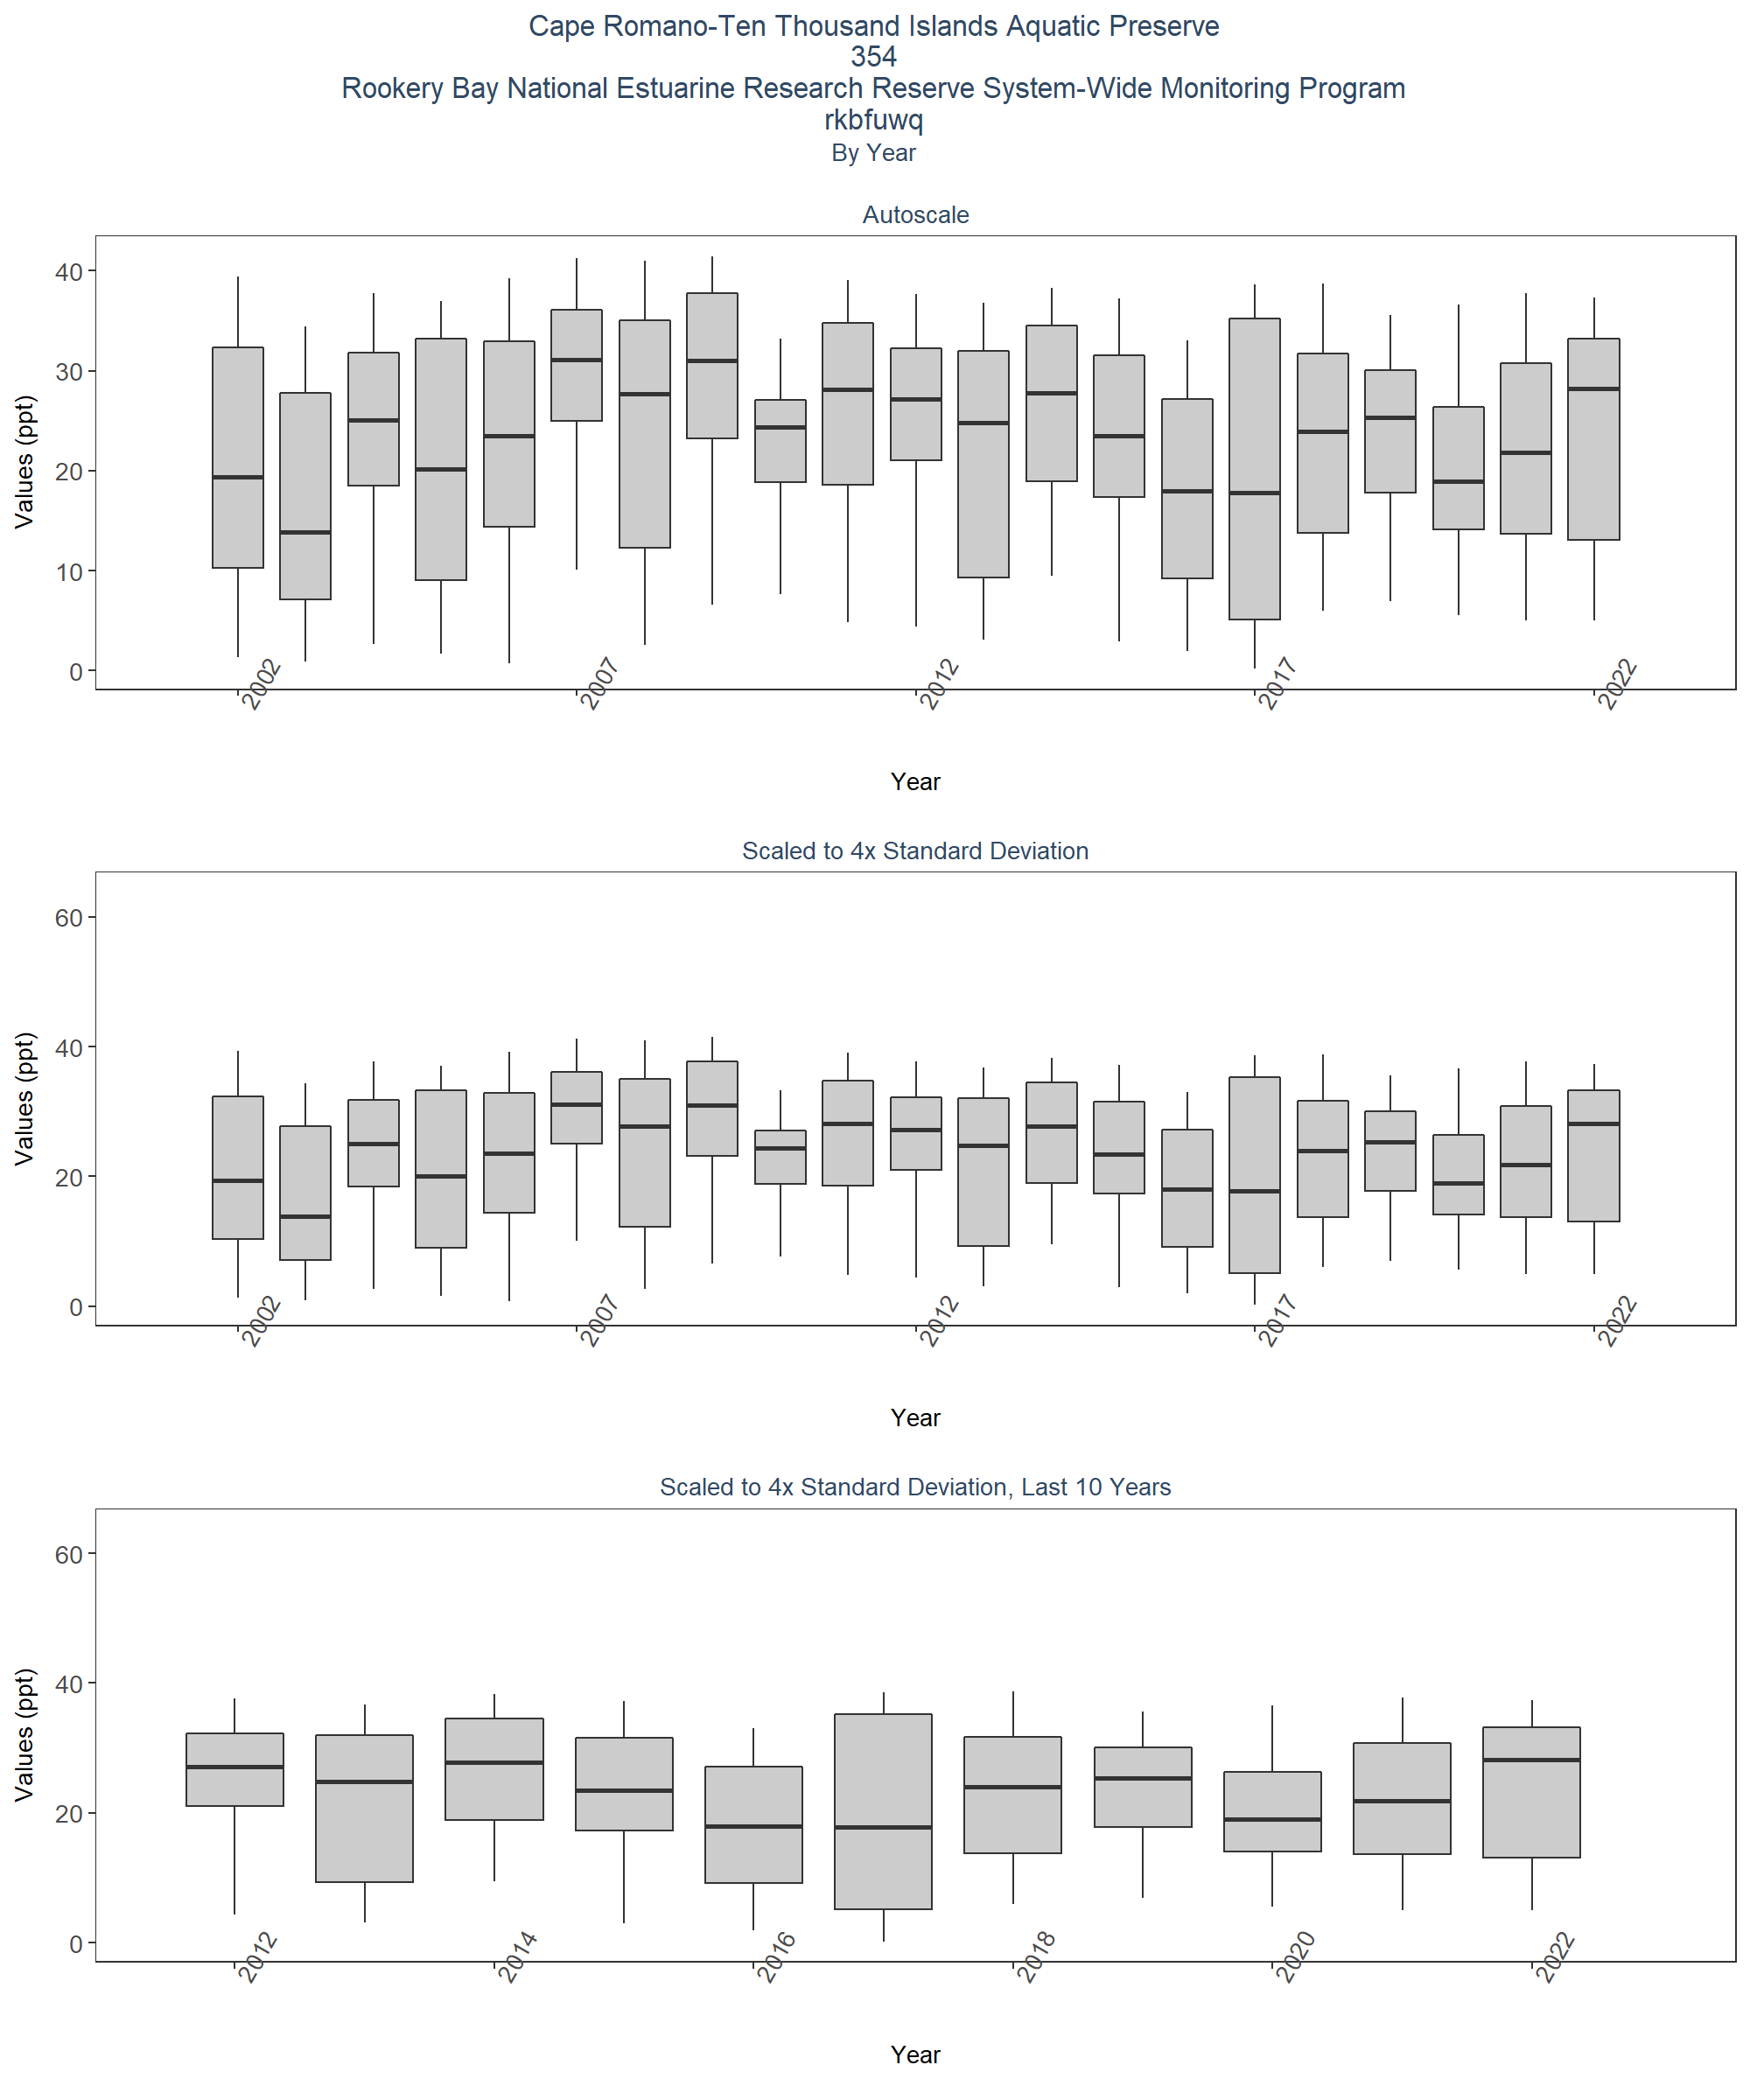 Cape Romano-Ten Thousand Islands Aquatic Preserve
354
Rookery Bay National Estuarine Research Reserve System-Wide Monitoring Program
rkbfuwq
By Year
Autoscale
Values (ppt)
40
30
20
10
0
2002 2007 2012 2017 2022
Year
Scaled to 4x Standard Deviation
Values (ppt)
60
40
20
0
2002 2007 2012 2017 2022
Year
Scaled to 4x Standard Deviation, Last 10 Years
Values (ppt)
60
40
20
0
2012 2014 2016 2018 2020 2022
Year